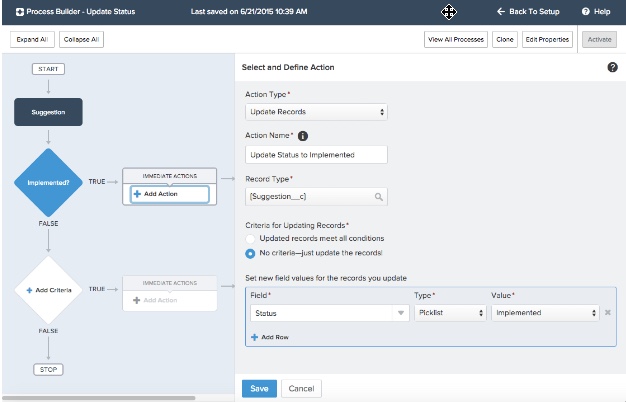 Process Builder - Update Status
Last saved on 6/21/2015 10:39 AM
Back To Setup
Help
Expand All
Collapse All
View All Processes
Clone
Edit Properties
Activate
START
Suggestion
Implemented?
TRUE
IMMEDIATE ACTIONS
Add Action
FALSE
Add Criteria
TRUE
IMMEDIATE ACTIONS
Add Action
FALSE
STOP
Select and Define Action
Action Type*
Update Records
Action Name*
Update Status to Implemented
Record Type*
[Suggestion__c]
Criteria for Updating Records*
Updated records meet all conditions
No criteria—just update the records!
Set new field values for the records you update
Field* Type* Value*
Status Picklist Implemented
Add Row
Save
Cancel